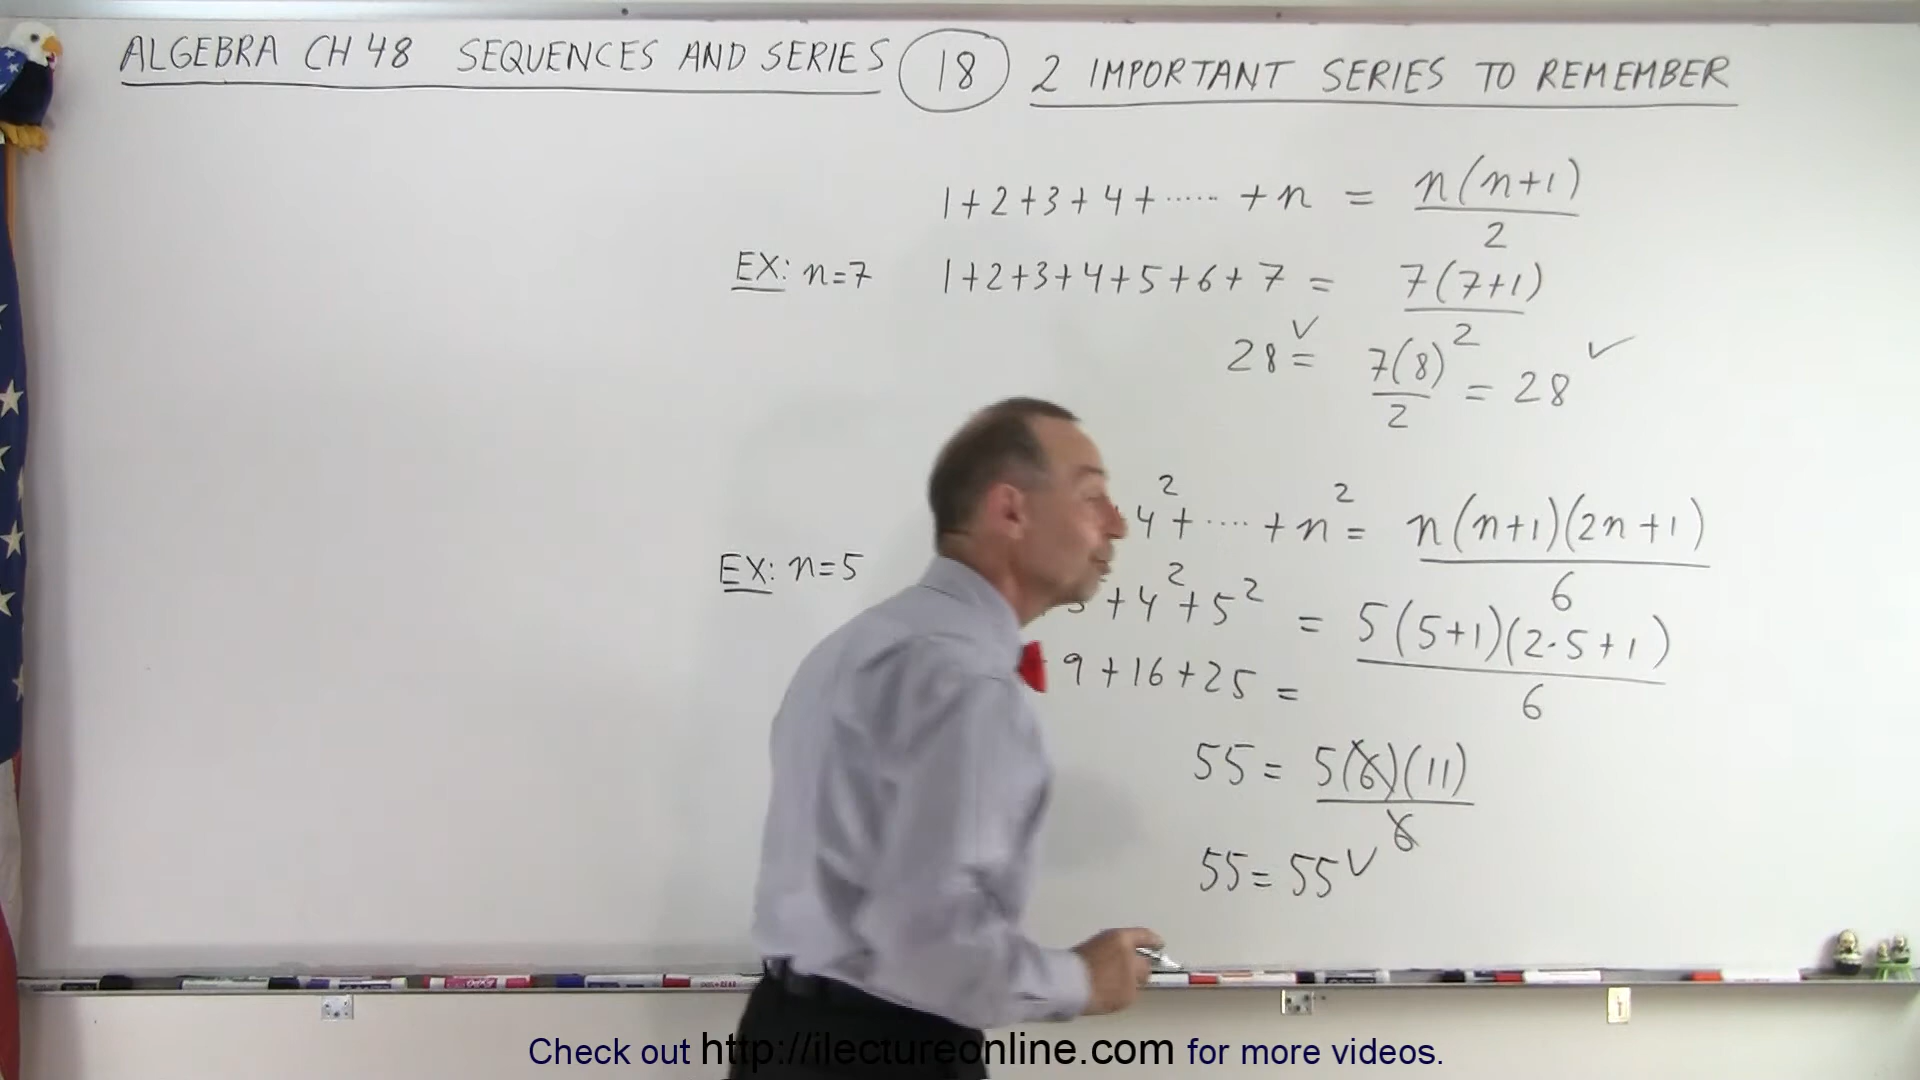 ALGEBRA CH 48 SEQUENCES AND SERIES 18 2 IMPORTANT SERIES TO REMEMBER
1+2+3+4+......+n = n(n+1)/2
EX: n=7 1+2+3+4+5+6+7 = 7(7+1)/2
28 ✓= 7(8)/2 = 28 ✓
4²+....+n² = n(n+1)(2n+1)/6
EX: n=5 +4²+5² = 5(5+1)(2·5+1)/6
9+16+25 =
55 = 5(6)(11)/6
55 = 55 ✓
Check out http://ilectureonline.com for more videos.